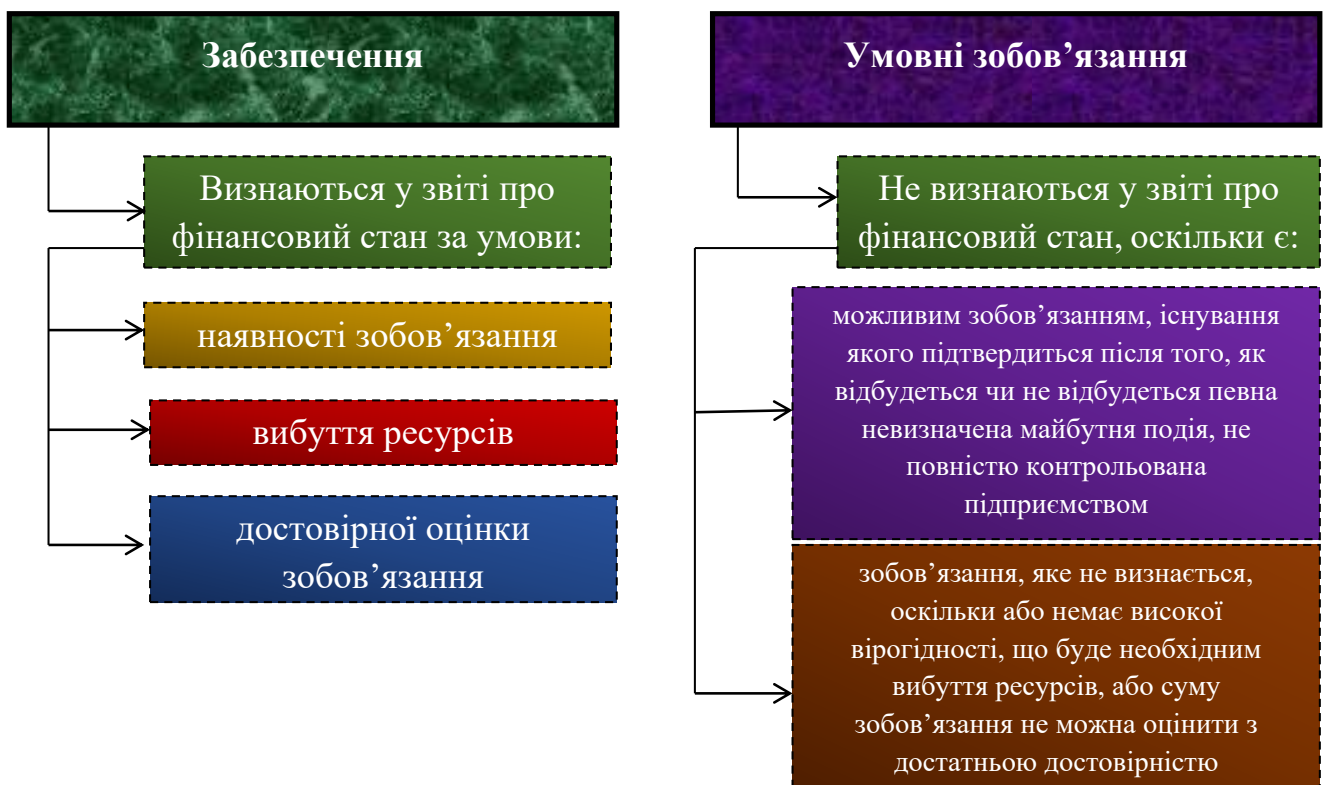 Забезпечення
Визнаються у звіті про
фінансовий стан за умови:
наявності зобов’язання
вибуття ресурсів
достовірної оцінки
зобов’язання
Умовні зобов’язання
Не визнаються у звіті про
фінансовий стан, оскільки є:
можливим зобов’язанням, існування
якого підтвердиться після того, як
відбудеться чи не відбудеться певна
невизначена майбутня подія, не
повністю контрольована
підприємством
зобов’язання, яке не визнається,
оскільки або немає високої
вірогідності, що буде необхідним
вибуття ресурсів, або суму
зобов’язання не можна оцінити з
достатньою достовірністю